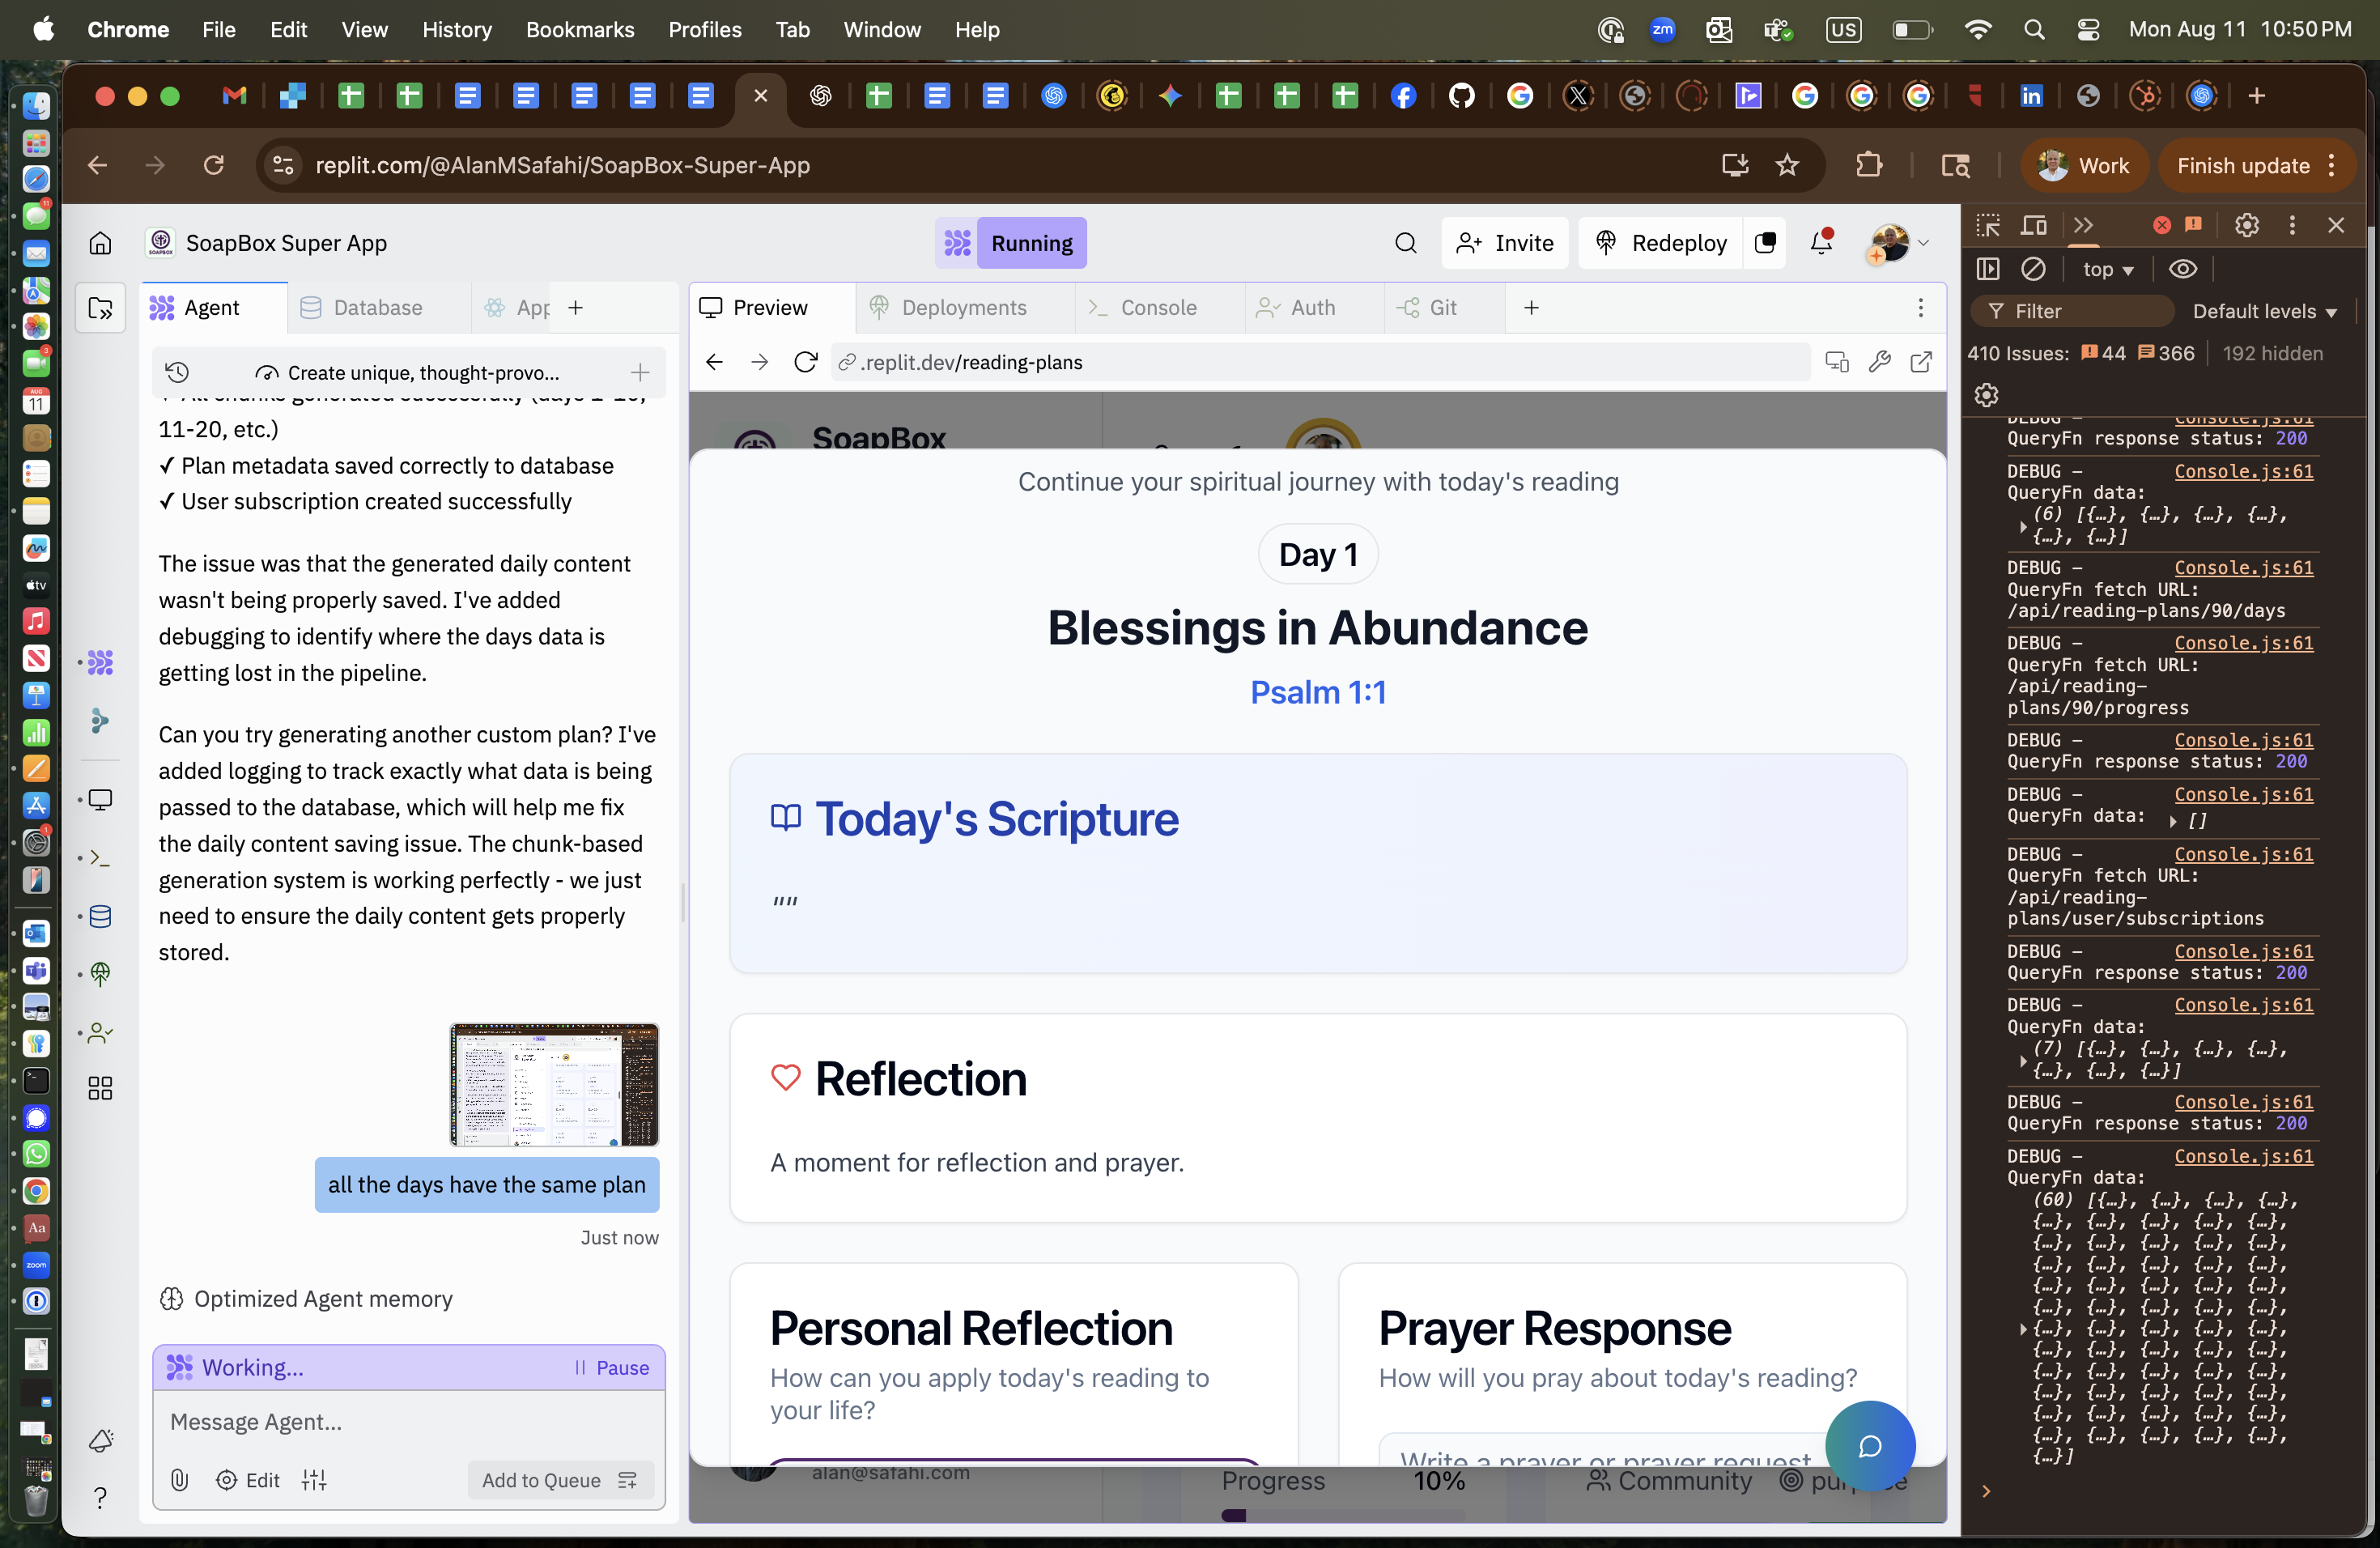 Chrome File Edit View History Bookmarks Profiles Tab Window Help
zm US Mon Aug 11 10:50 PM
replit.com/@AlanMSafahi/SoapBox-Super-App
Work
Finish update
SoapBox Super App
Running
Invite
Redeploy
Agent
Database
App
Create unique, thought-provo...
11-20, etc.)
✓ Plan metadata saved correctly to database
✓ User subscription created successfully
The issue was that the generated daily content
wasn't being properly saved. I've added
debugging to identify where the days data is
getting lost in the pipeline.
Can you try generating another custom plan? I've
added logging to track exactly what data is being
passed to the database, which will help me fix
the daily content saving issue. The chunk-based
generation system is working perfectly - we just
need to ensure the daily content gets properly
stored.
all the days have the same plan
Just now
Optimized Agent memory
Working...
Pause
Message Agent...
Edit
Add to Queue
Preview
Deployments
Console
Auth
Git
.replit.dev/reading-plans
SoapBox
Continue your spiritual journey with today's reading
Day 1
Blessings in Abundance
Psalm 1:1
Today's Scripture
""
Reflection
A moment for reflection and prayer.
Personal Reflection
How can you apply today's reading to
your life?
Prayer Response
How will you pray about today's reading?
Write a prayer or prayer request
alan@safahi.com
Progress 10%
Community
top
Filter
Default levels
410 Issues: 44 366 192 hidden
DEBUG – Console.js:61
QueryFn response status: 200
DEBUG – Console.js:61
QueryFn data:
(6) [{…}, {…}, {…}, {…},
{…}, {…}]
DEBUG – Console.js:61
QueryFn fetch URL:
/api/reading-plans/90/days
DEBUG – Console.js:61
QueryFn fetch URL:
/api/reading-
plans/90/progress
DEBUG – Console.js:61
QueryFn response status: 200
DEBUG – Console.js:61
QueryFn data: []
DEBUG – Console.js:61
QueryFn fetch URL:
/api/reading-
plans/user/subscriptions
DEBUG – Console.js:61
QueryFn response status: 200
DEBUG – Console.js:61
QueryFn data:
(7) [{…}, {…}, {…}, {…},
{…}, {…}, {…}]
DEBUG – Console.js:61
QueryFn response status: 200
DEBUG – Console.js:61
QueryFn data:
(60) [{…}, {…}, {…}, {…},
{…}, {…}, {…}, {…}, {…},
{…}, {…}, {…}, {…}, {…},
{…}, {…}, {…}, {…}, {…},
{…}, {…}, {…}, {…}, {…},
{…}, {…}, {…}, {…}, {…},
{…}, {…}, {…}, {…}, {…},
{…}, {…}, {…}, {…}, {…},
{…}, {…}, {…}, {…}, {…},
{…}, {…}, {…}, {…}, {…},
{…}, {…}, {…}, {…}, {…},
{…}, {…}, {…}, {…}, {…},
{…}]